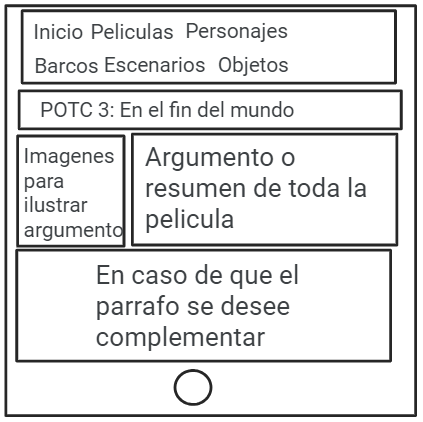 Inicio Peliculas Personajes
Barcos Escenarios Objetos
POTC 3: En el fin del mundo
Imagenes
para
ilustrar
argumento
Argumento o
resumen de toda la
pelicula
En caso de que el
parrafo se desee
complementar